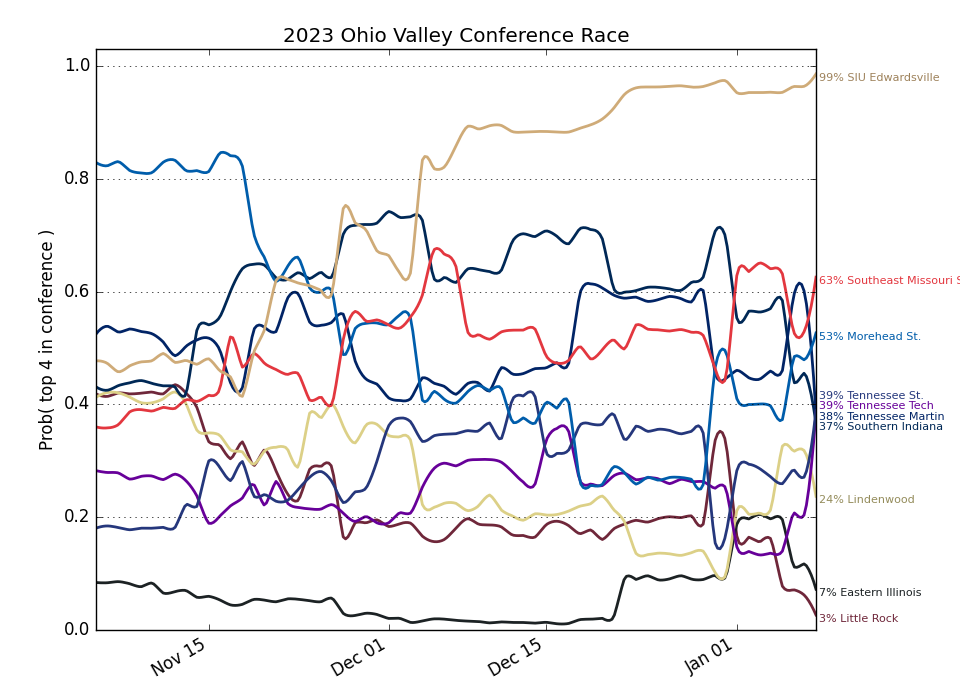 2023 Ohio Valley Conference Race
Prob( top 4 in conference )
1.0
0.8
0.6
0.4
0.2
0.0
Nov 15
Dec 01
Dec 15
Jan 01
99% SIU Edwardsville
63% Southeast Missouri S
53% Morehead St.
39% Tennessee St.
39% Tennessee Tech
38% Tennessee Martin
37% Southern Indiana
24% Lindenwood
7% Eastern Illinois
3% Little Rock